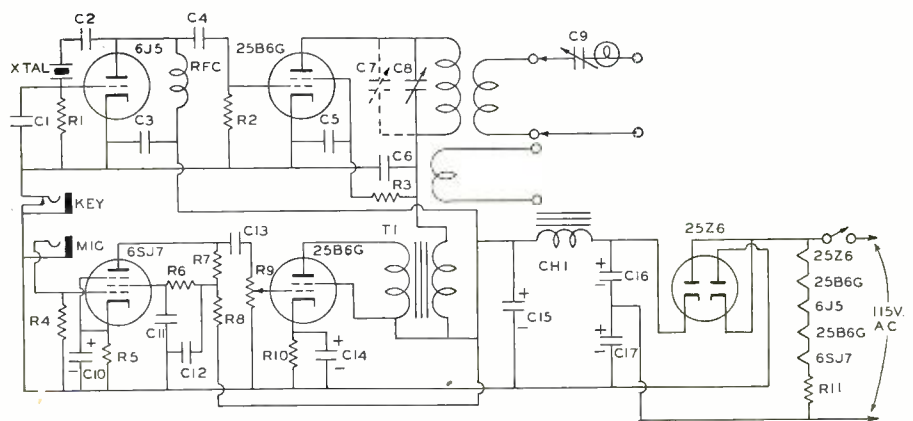 C2
C4
XTAL
6J5
RFC
25B6G
C7
C8
C9
C1
R1
C3
R2
C5
C6
R3
KEY
MIC
6SJ7
C13
25B6G
T1
CH1
25Z6
R6
R7
R9
R4
C11
R8
C10
R5
C12
R10
C14
+
-
+
-
C15
+
-
C16
+
-
C17
+
-
25Z6
25B6G
6J5
25B6G
6SJ7
R11
115V.
AC